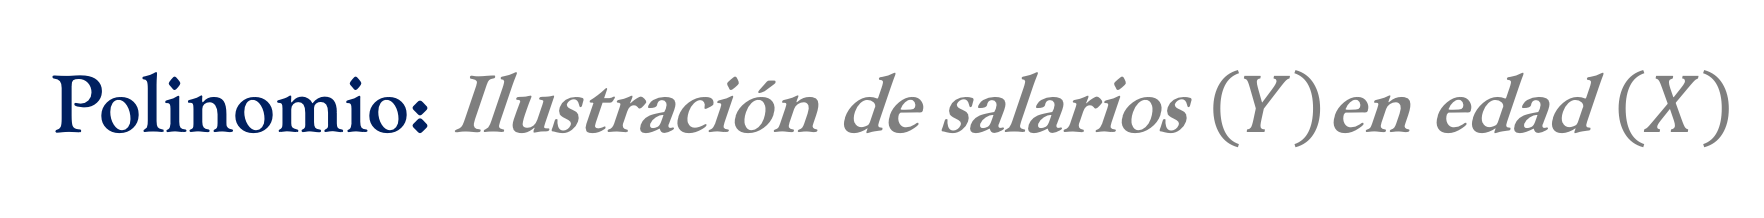 Polinomio: Ilustración de salarios (Y) en edad (X)